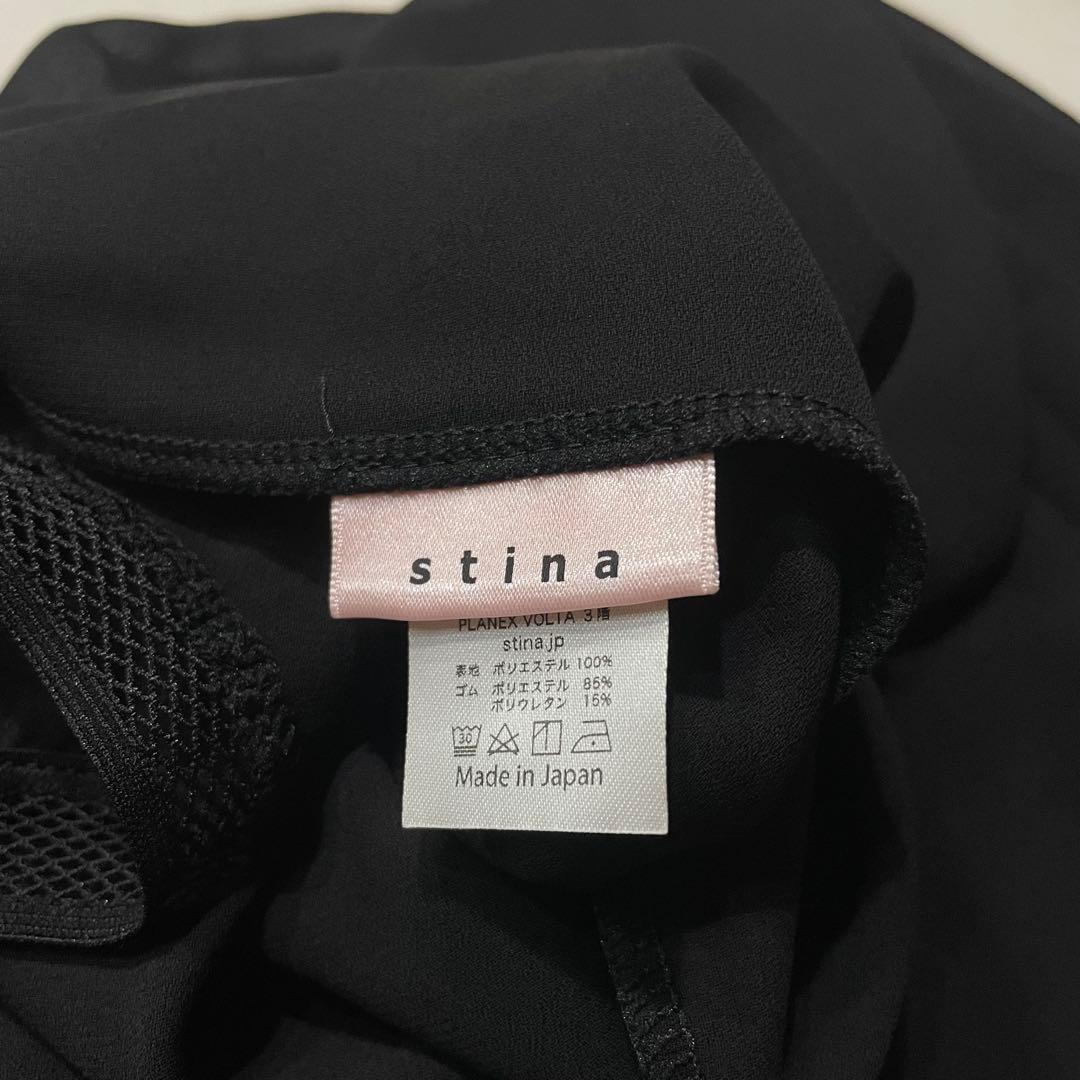 stina
PLANEX VOLTA 3階
stina.jp
表地 ポリエステル 100%
ゴム ポリエステル 85%
ポリウレタン 15%
30
Made in Japan